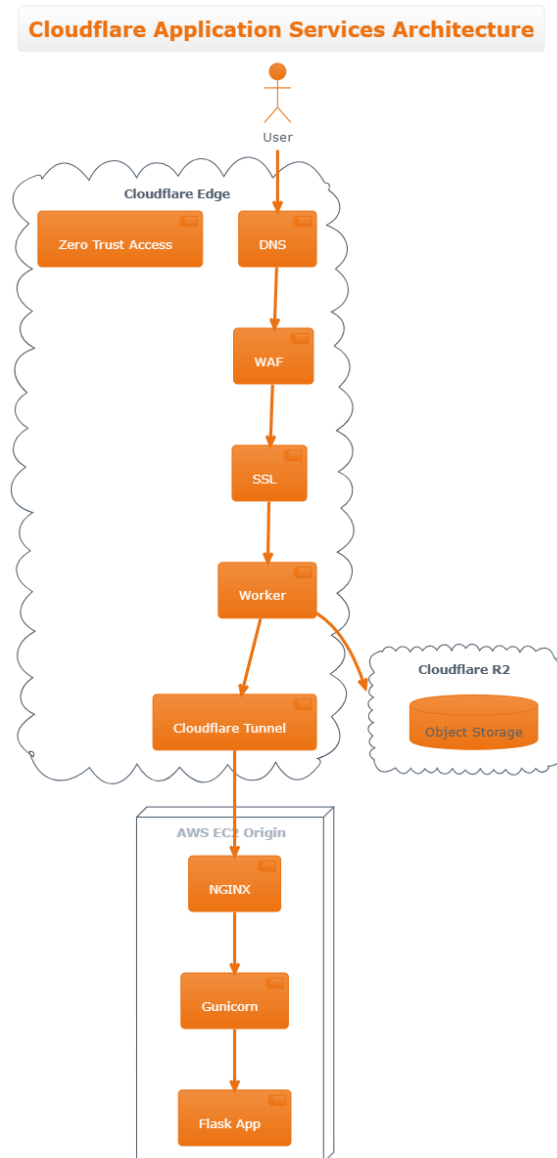 Cloudflare Application Services Architecture
User
Cloudflare Edge
Zero Trust Access
DNS
WAF
SSL
Worker
Cloudflare R2
Object Storage
Cloudflare Tunnel
AWS EC2 Origin
NGINX
Gunicorn
Flask App